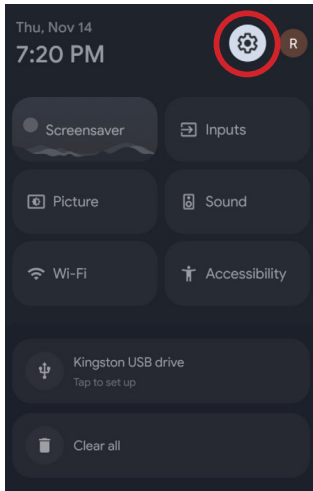 Thu, Nov 14
7:20 PM
R
Screensaver
Inputs
Picture
Sound
Wi-Fi
Accessibility
Kingston USB drive
Tap to set up
Clear all